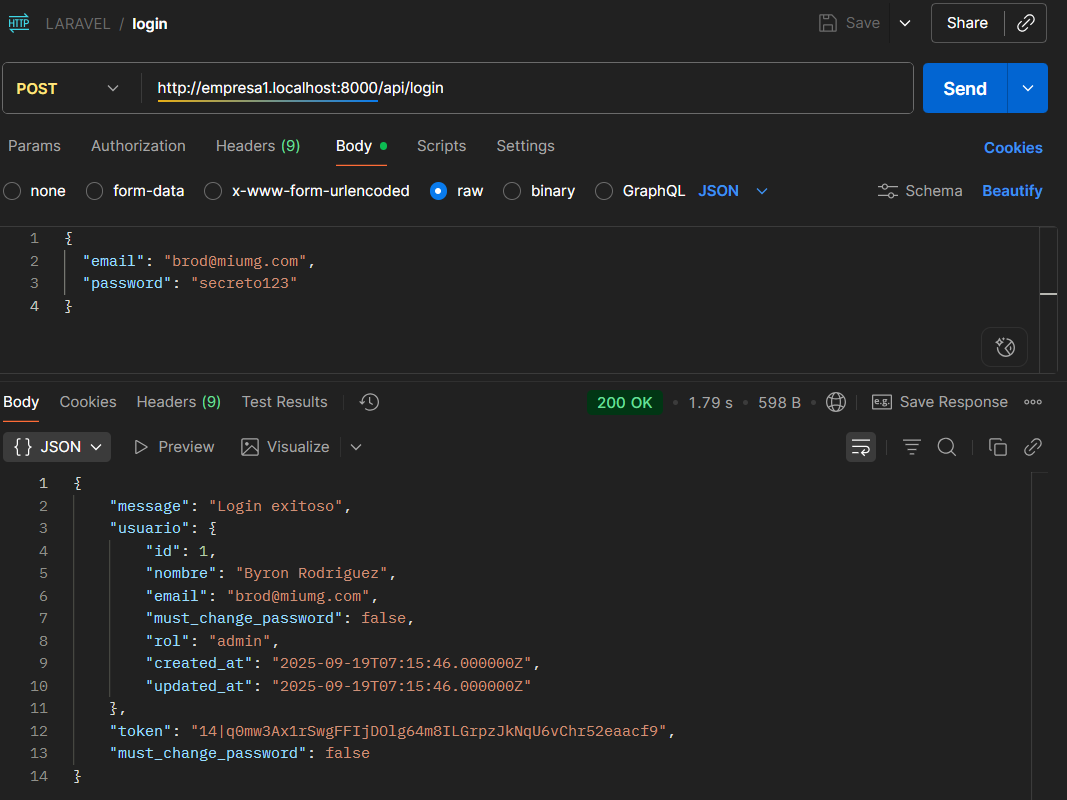 HTTP LARAVEL / login Save Share
POST http://empresa1.localhost:8000/api/login Send
Params Authorization Headers (9) Body Scripts Settings Cookies
none form-data x-www-form-urlencoded raw binary GraphQL JSON Schema Beautify
1 {
2 "email": "brod@miumg.com",
3 "password": "secreto123"
4 }
Body Cookies Headers (9) Test Results 200 OK • 1.79 s • 598 B • e.g. Save Response
{} JSON Preview Visualize
1 {
2 "message": "Login exitoso",
3 "usuario": {
4 "id": 1,
5 "nombre": "Byron Rodriguez",
6 "email": "brod@miumg.com",
7 "must_change_password": false,
8 "rol": "admin",
9 "created_at": "2025-09-19T07:15:46.000000Z",
10 "updated_at": "2025-09-19T07:15:46.000000Z"
11 },
12 "token": "14|q0mw3Ax1rSwgFFIjDOlg64m8ILGrpzJkNqU6vChr52eaacf9",
13 "must_change_password": false
14 }